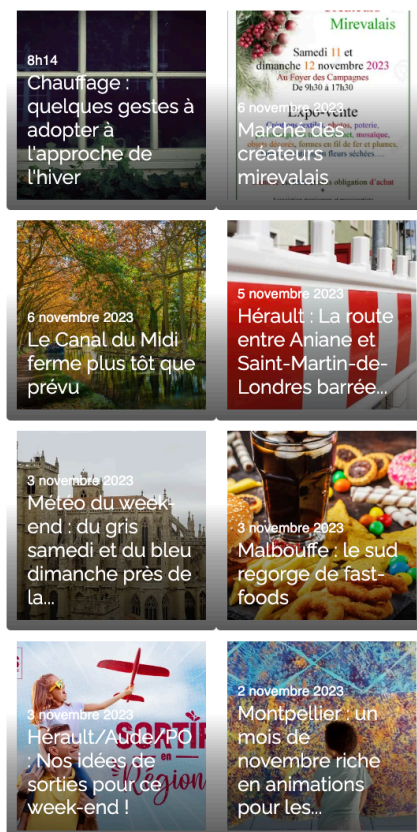 8h14
Chauffage :
quelques gestes à
adopter à
l'approche de
l'hiver
Mirevalais
Samedi 11 et
dimanche 12 novembre 2023
Au Foyer des Campagnes
De 9h30 à 17h30
6 novembre 2023
Expo-vente
Marché des
créateurs
mirevalais
obligation d'achat
6 novembre 2023
Le Canal du Midi
ferme plus tôt que
prévu
5 novembre 2023
Hérault : La route
entre Aniane et
Saint-Martin-de-
Londres barrée...
3 novembre 2023
Météo du week-
end : du gris
samedi et du bleu
dimanche près de
la...
3 novembre 2023
Malbouffe : le sud
regorge de fast-
foods
3 novembre 2023
Hérault/Aude/PO
: Nos idées de
sorties pour ce
week-end !
SORTIR
en
Région
2 novembre 2023
Montpellier : un
mois de
novembre riche
en animations
pour les...